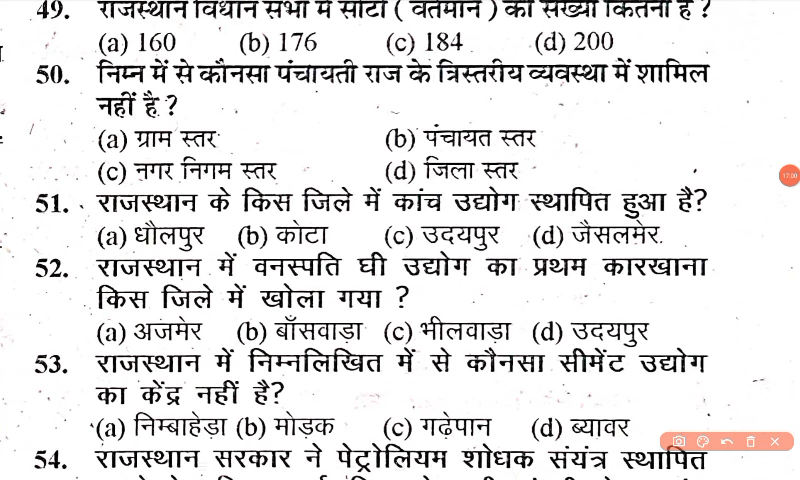 49. राजस्थान विधान सभा में सीटों ( वर्तमान ) की संख्या कितनी है ?
(a) 160 (b) 176 (c) 184 (d) 200
50. निम्न में से कौनसा पंचायती राज के त्रिस्तरीय व्यवस्था में शामिल
नहीं है ?
(a) ग्राम स्तर (b) पंचायत स्तर
(c) नगर निगम स्तर (d) जिला स्तर
51. राजस्थान के किस जिले में कांच उद्योग स्थापित हुआ है?
(a) धौलपुर (b) कोटा (c) उदयपुर (d) जैसलमेर
52. राजस्थान में वनस्पति घी उद्योग का प्रथम कारखाना
किस जिले में खोला गया ?
(a) अजमेर (b) बाँसवाड़ा (c) भीलवाड़ा (d) उदयपुर
53. राजस्थान में निम्नलिखित में से कौनसा सीमेंट उद्योग
का केंद्र नहीं है?
(a) निम्बाहेड़ा (b) मोड़क (c) गढ़ेपान (d) ब्यावर
54. राजस्थान सरकार ने पेट्रोलियम शोधक संयंत्र स्थापित
17:00